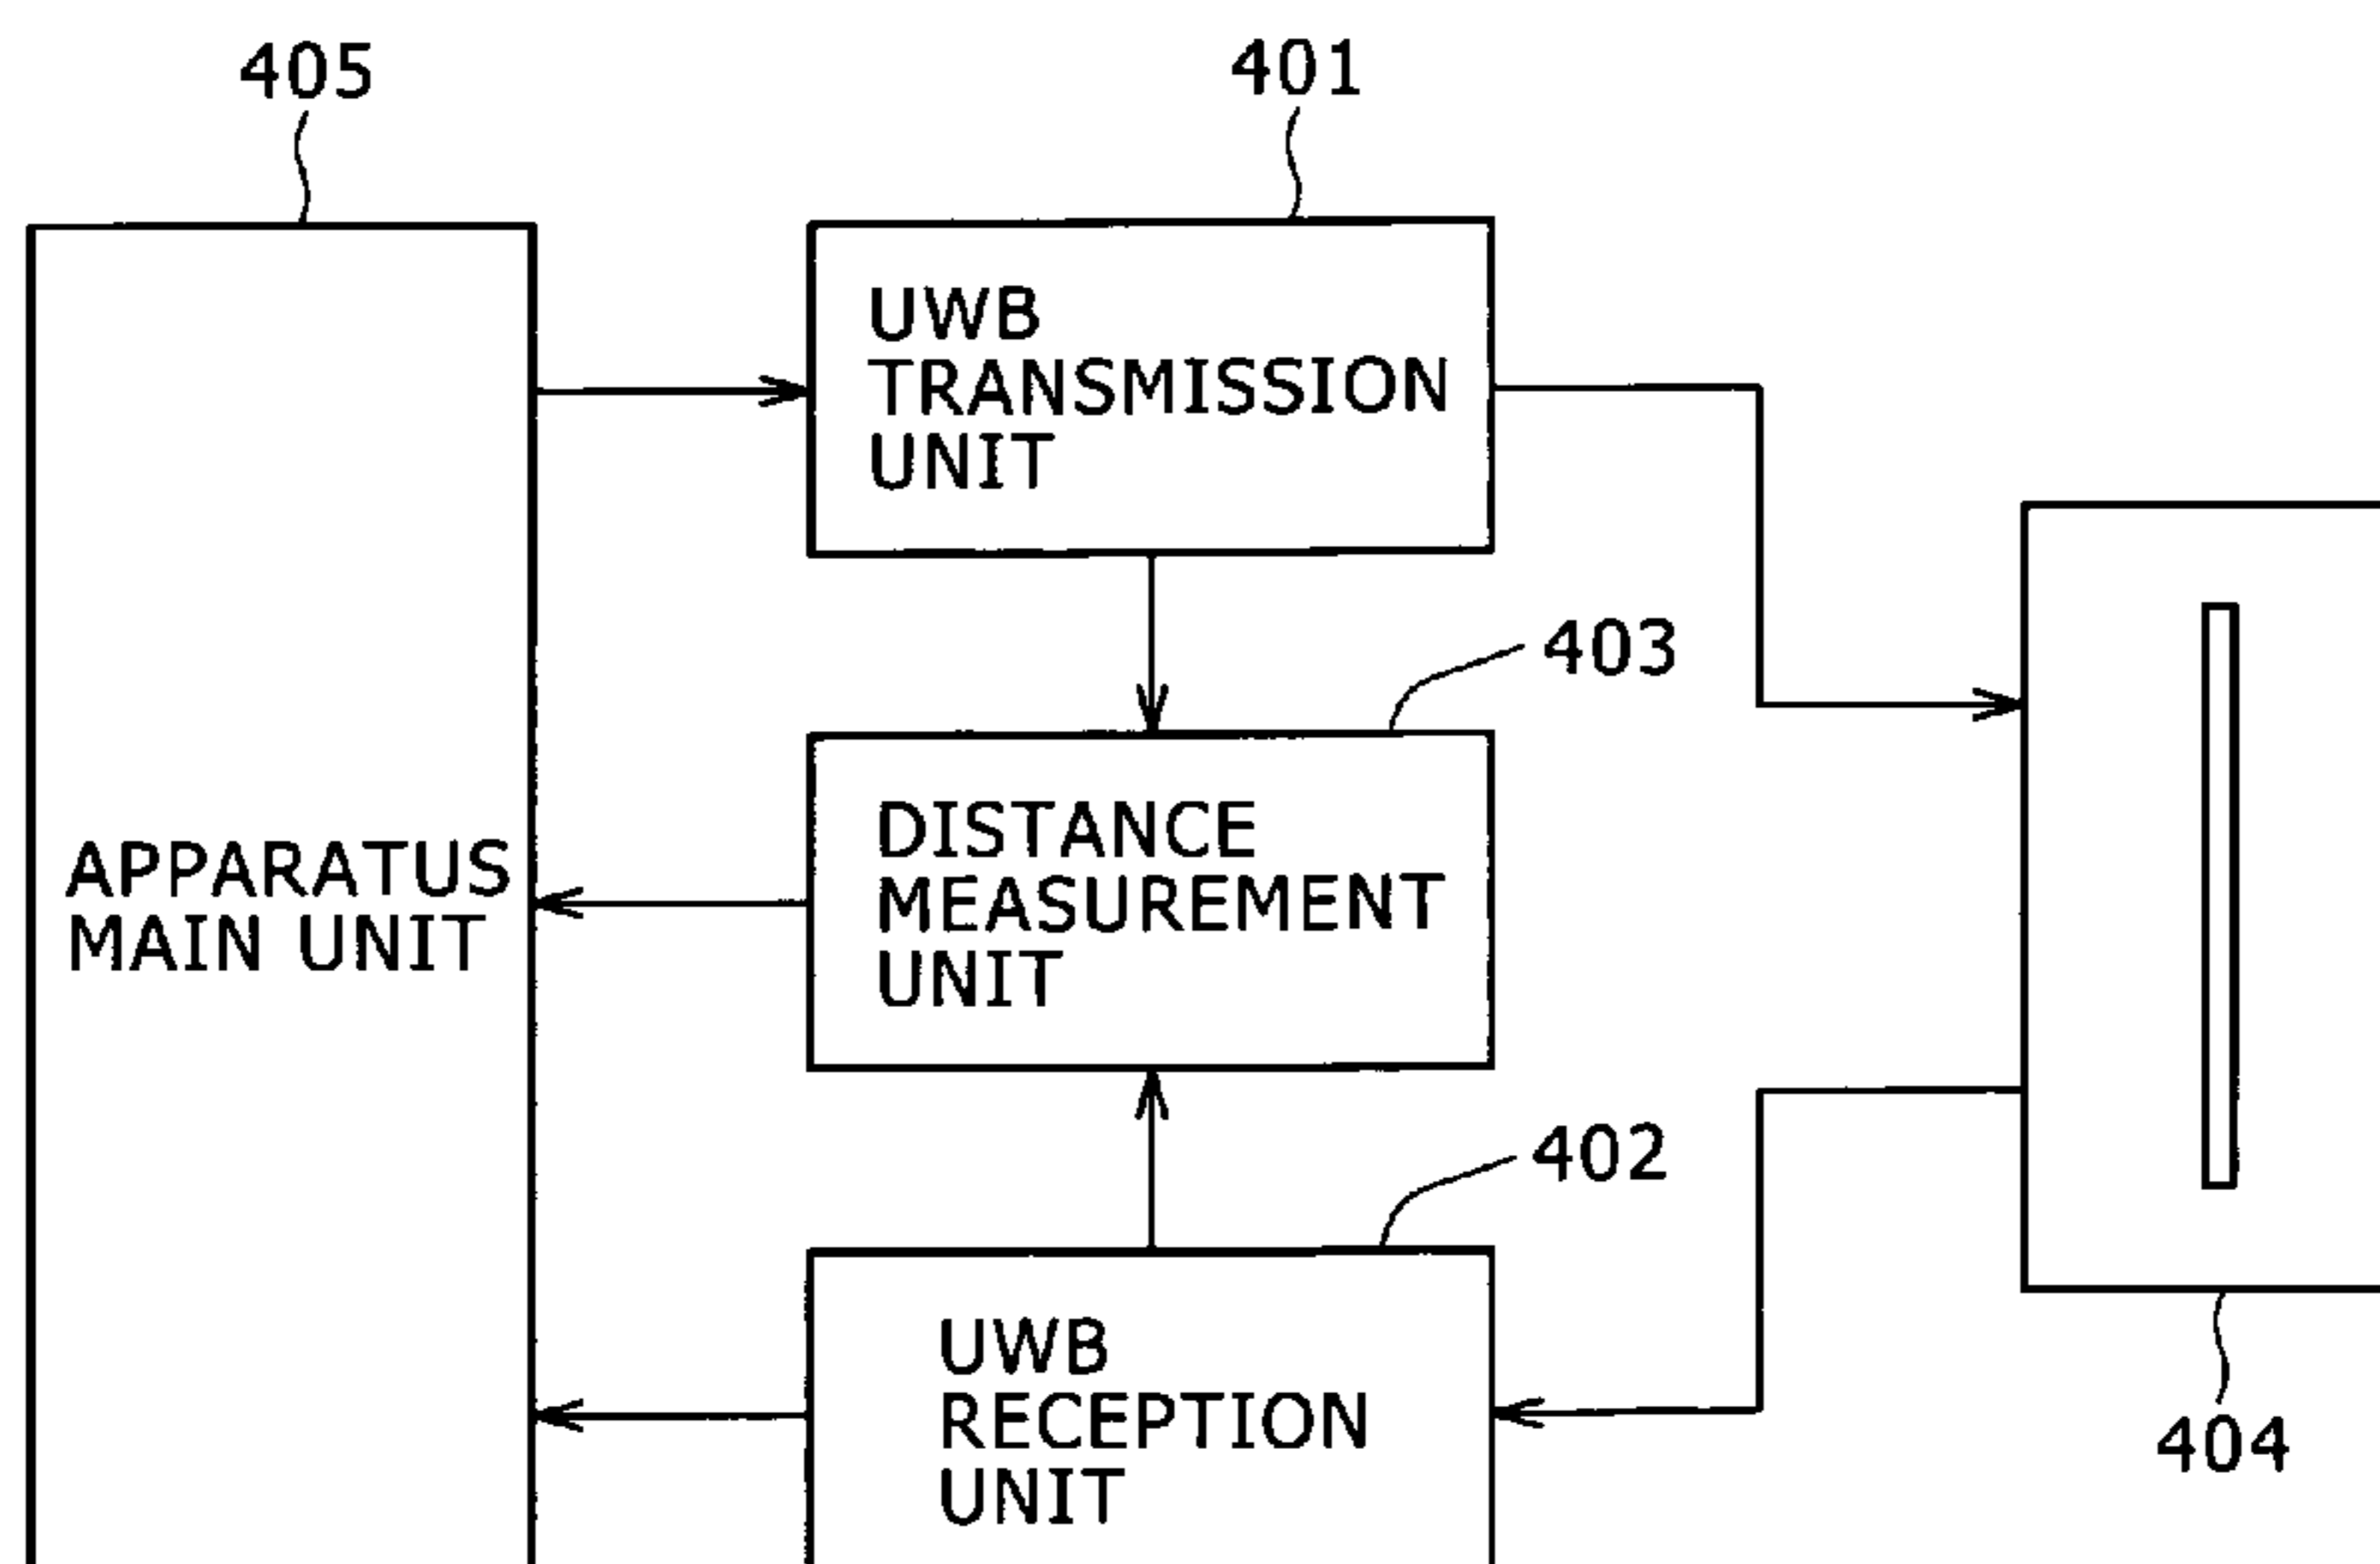 405
401
UWB
TRANSMISSION
UNIT
403
DISTANCE
MEASUREMENT
UNIT
APPARATUS
MAIN UNIT
402
UWB
RECEPTION
UNIT
404